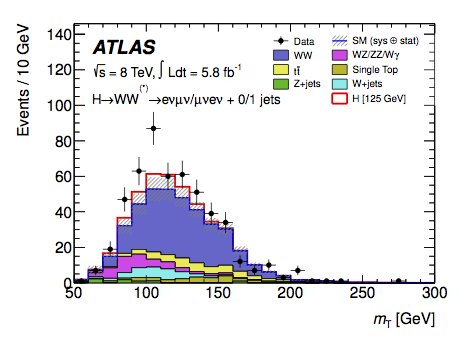 Events / 10 GeV
140
120
100
80
60
40
20
0
ATLAS
√s = 8 TeV, ∫ Ldt = 5.8 fb⁻¹
H→WW⁽*⁾→eνμν/μνeν + 0/1 jets
Data
SM (sys ⊕ stat)
WW
WZ/ZZ/Wγ
tt̄
Single Top
Z+jets
W+jets
H [125 GeV]
50
100
150
200
250
300
mT [GeV]